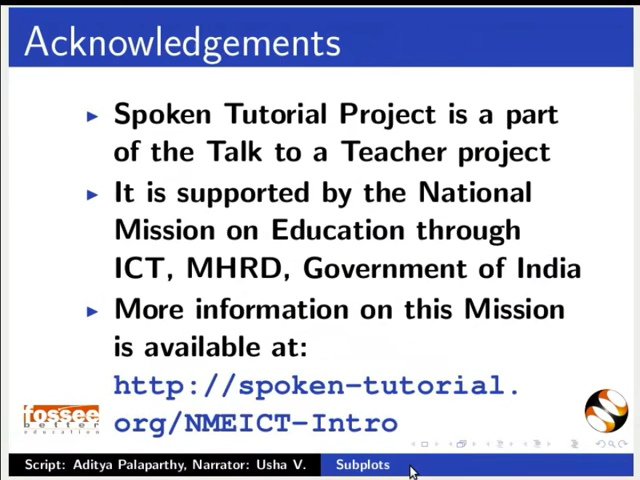 Acknowledgements
Spoken Tutorial Project is a part
of the Talk to a Teacher project
It is supported by the National
Mission on Education through
ICT, MHRD, Government of India
More information on this Mission
is available at:
http://spoken-tutorial.
org/NMEICT-Intro
fossee
better
education
Script: Aditya Palaparthy, Narrator: Usha V.
Subplots